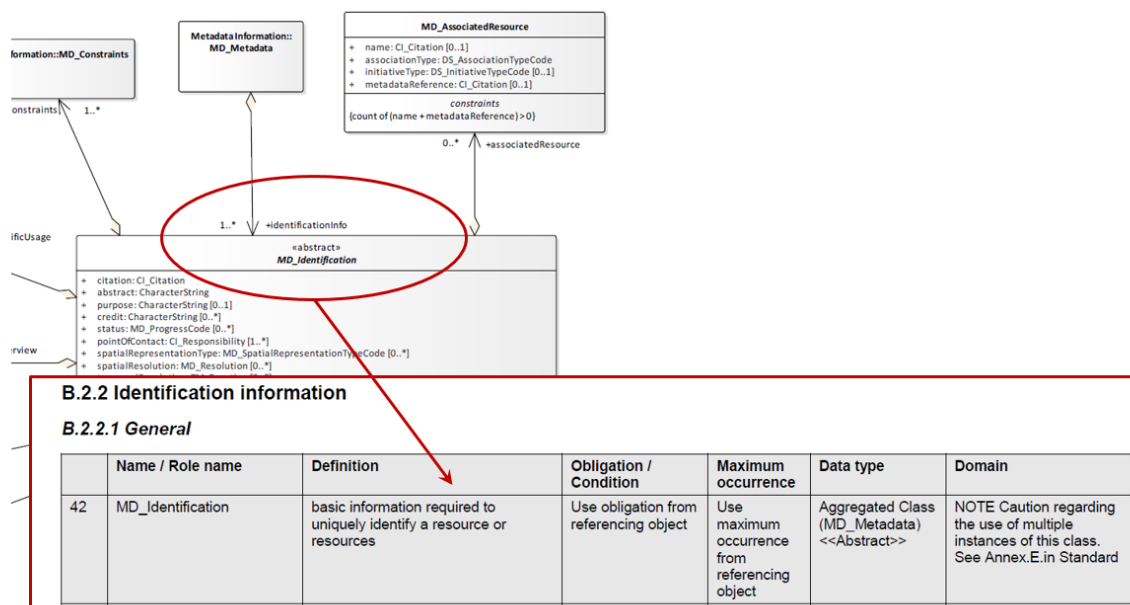 Metadata Information::
MD_Metadata
formation::MD_Constraints
MD_AssociatedResource
+ name: CI_Citation [0..1]
+ associationType: DS_AssociationTypeCode
+ initiativeType: DS_InitiativeTypeCode [0..1]
+ metadataReference: CI_Citation [0..1]
constraints
{count of (name + metadataReference) > 0}
onstraints 1..*
0..* +associatedResource
1..* +identificationInfo
ificUsage
«abstract»
MD_Identification
+ citation: CI_Citation
+ abstract: CharacterString
+ purpose: CharacterString [0..1]
+ credit: CharacterString [0..*]
+ status: MD_ProgressCode [0..*]
+ pointOfContact: CI_Responsibility [1..*]
+ spatialRepresentationType: MD_SpatialRepresentationTypeCode [0..*]
+ spatialResolution: MD_Resolution [0..*]
erview
B.2.2 Identification information
B.2.2.1 General
Name / Role name
Definition
Obligation /
Condition
Maximum
occurrence
Data type
Domain
42
MD_Identification
basic information required to
uniquely identify a resource or
resources
Use obligation from
referencing object
Use
maximum
occurrence
from
referencing
object
Aggregated Class
(MD_Metadata)
<<Abstract>>
NOTE Caution regarding
the use of multiple
instances of this class.
See Annex.E.in Standard